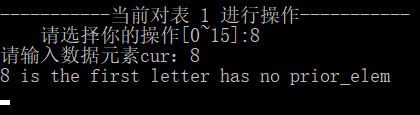 -----------当前对表 1 进行操作-----------
请选择你的操作[0~15]:8
请输入数据元素cur：8
8 is the first letter has no prior_elem